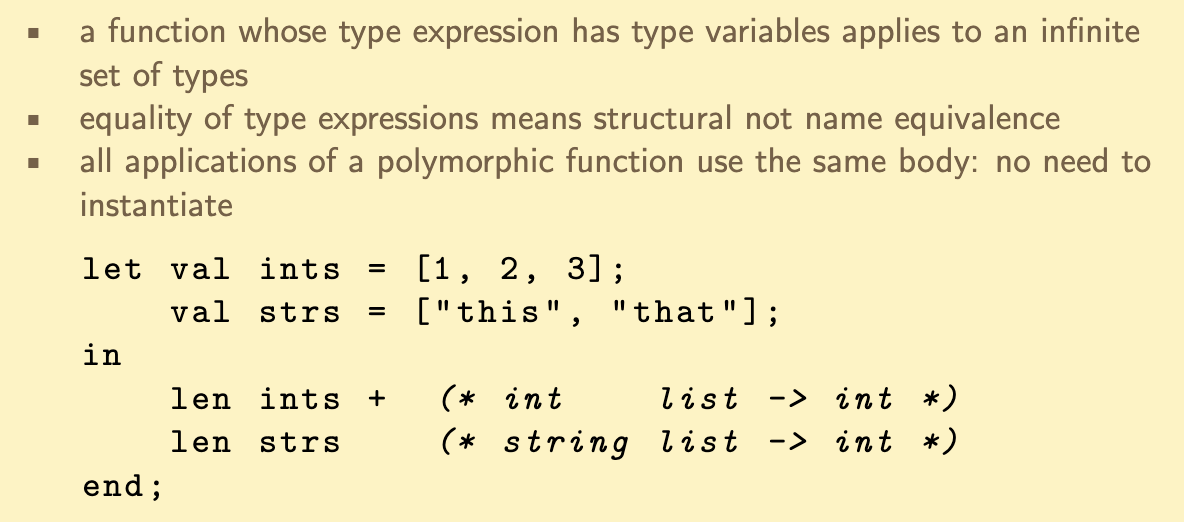 ▪ a function whose type expression has type variables applies to an infinite
set of types
▪ equality of type expressions means structural not name equivalence
▪ all applications of a polymorphic function use the same body: no need to
instantiate
let val ints = [1, 2, 3];
    val strs = ["this", "that"];
in
    len ints +  (* int    list -> int *)
    len strs    (* string list -> int *)
end;